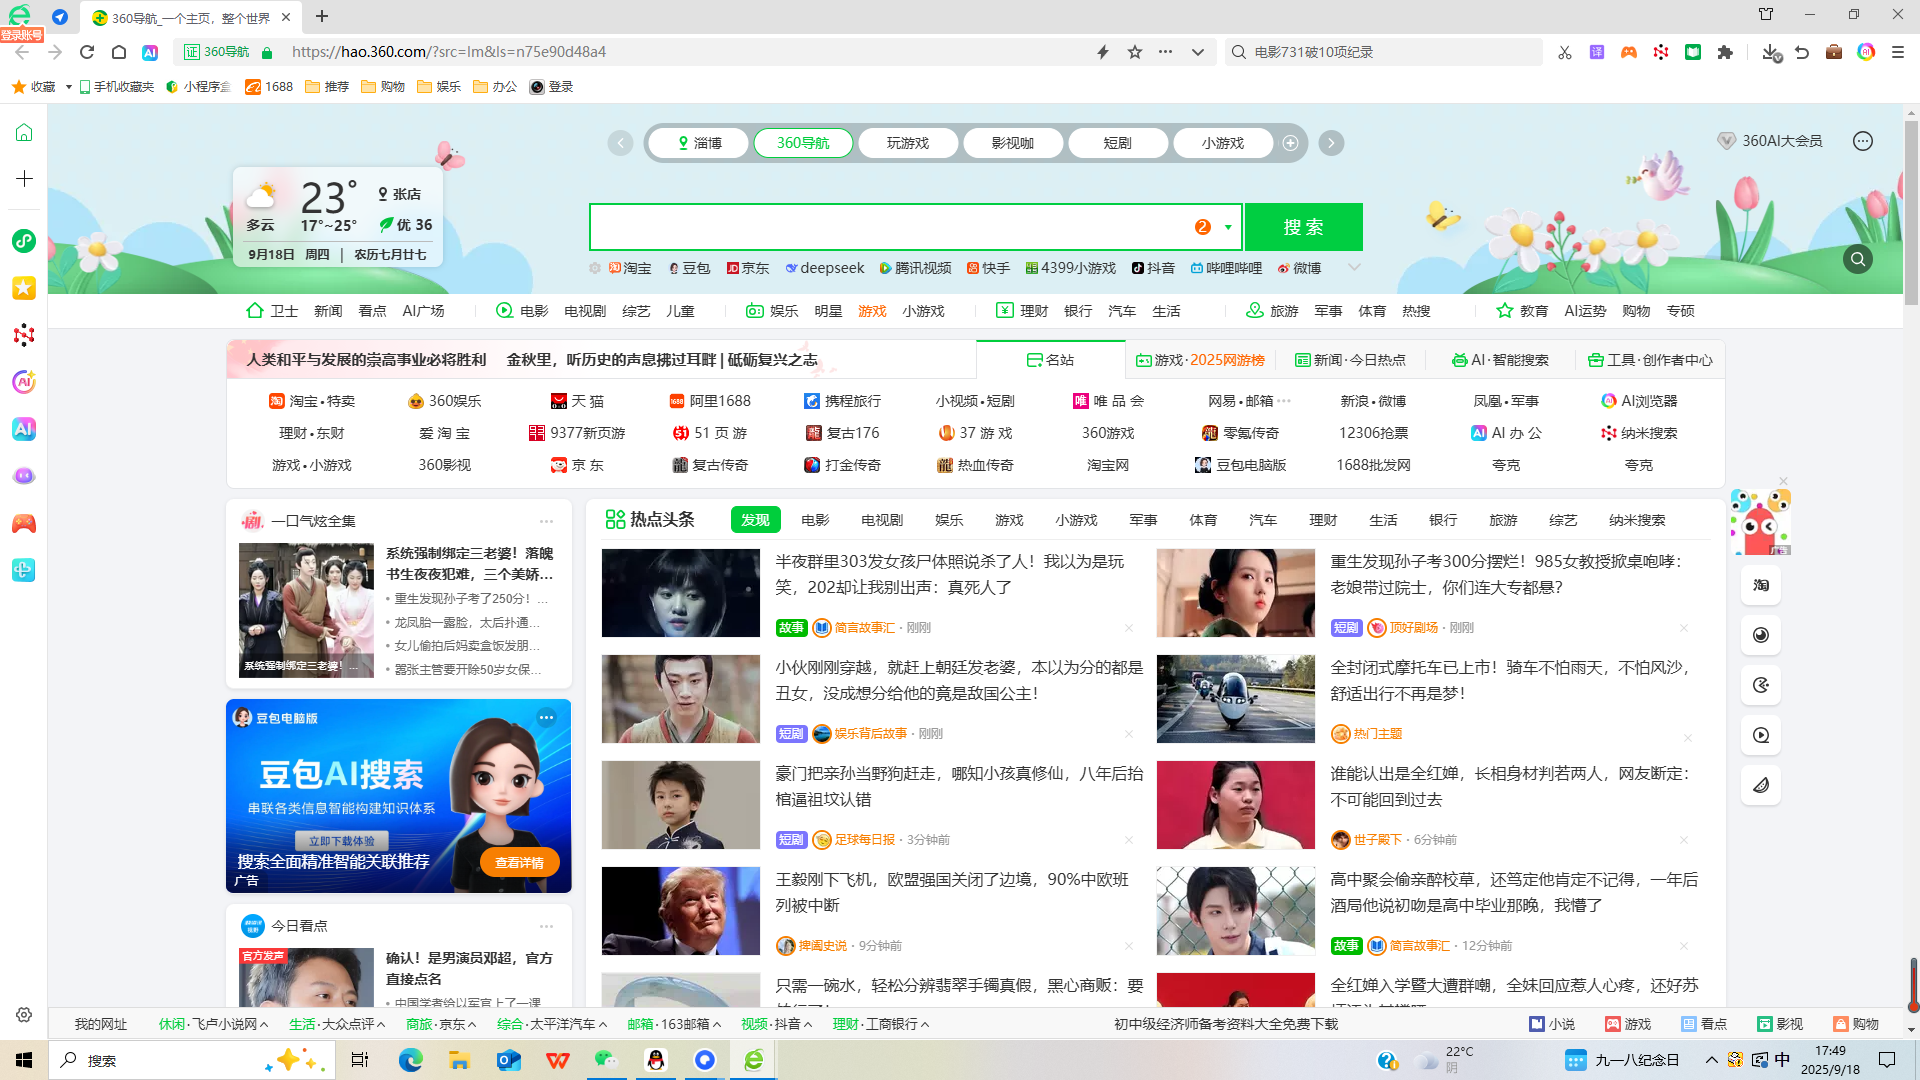 登录账号
360导航_一个主页，整个世界
证 360导航
https://hao.360.com/?src=lm&ls=n75e90d48a4
电影731破10项纪录
收藏
手机收藏夹
小程序盒
1688
推荐
购物
娱乐
办公
登录
淄博
360导航
玩游戏
影视咖
短剧
小游戏
360AI大会员
23°
张店
多云
17°~25°
优 36
9月18日 周四 | 农历七月廿七
2
搜索
淘宝 豆包 京东 deepseek 腾讯视频 快手 4399小游戏 抖音 哔哩哔哩 微博
卫士 新闻 看点 AI广场 电影 电视剧 综艺 儿童 娱乐 明星 游戏 小游戏 理财 银行 汽车 生活 旅游 军事 体育 热搜 教育 AI运势 购物 专硕
人类和平与发展的崇高事业必将胜利 金秋里，听历史的声息拂过耳畔 | 砥砺复兴之志
名站 游戏·2025网游榜 新闻·今日热点 AI·智能搜索 工具·创作者中心
淘宝•特卖 360娱乐 天 猫 阿里1688 携程旅行 小视频•短剧 唯 品 会 网易•邮箱 新浪•微博 凤凰•军事 AI浏览器
理财•东财 爱 淘 宝 9377新页游 51 页 游 复古176 37 游 戏 360游戏 零氪传奇 12306抢票 AI 办 公 纳米搜索
游戏•小游戏 360影视 京 东 复古传奇 打金传奇 热血传奇 淘宝网 豆包电脑版 1688批发网 夸克 夸克
一口气炫全集
系统强制绑定三老婆！落魄
书生夜夜犯难，三个美娇...
重生发现孙子考了250分！...
龙凤胎一露脸，太后扑通...
女儿偷拍后妈卖盒饭发朋...
嚣张主管要开除50岁女保...
系统强制绑定三老婆！...
豆包电脑版
豆包AI搜索
串联各类信息智能构建知识体系
立即下载体验
搜索全面精准智能关联推荐
查看详情
广告
今日看点
官方发声
确认！是男演员邓超，官方
直接点名
中国学者给以军官上了一课
热点头条
发现 电影 电视剧 娱乐 游戏 小游戏 军事 体育 汽车 理财 生活 银行 旅游 综艺 纳米搜索
半夜群里303发女孩尸体照说杀了人！我以为是玩
笑，202却让我别出声：真死人了
故事 简言故事汇 · 刚刚
重生发现孙子考300分摆烂！985女教授掀桌咆哮：
老娘带过院士，你们连大专都悬？
短剧 顶好剧场 · 刚刚
小伙刚刚穿越，就赶上朝廷发老婆，本以为分的都是
丑女，没成想分给他的竟是敌国公主！
短剧 娱乐背后故事 · 刚刚
全封闭式摩托车已上市！骑车不怕雨天，不怕风沙，
舒适出行不再是梦！
热门主题
豪门把亲孙当野狗赶走，哪知小孩真修仙，八年后抬
棺逼祖坟认错
短剧 足球每日报 · 3分钟前
谁能认出是全红婵，长相身材判若两人，网友断定：
不可能回到过去
世子殿下 · 6分钟前
王毅刚下飞机，欧盟强国关闭了边境，90%中欧班
列被中断
捭阖史说 · 9分钟前
高中聚会偷亲醉校草，还笃定他肯定不记得，一年后
酒局他说初吻是高中毕业那晚，我懵了
故事 简言故事汇 · 12分钟前
只需一碗水，轻松分辨翡翠手镯真假，黑心商贩：要
全红婵入学暨大遭群嘲，全妹回应惹人心疼，还好苏
广告
淘
我的网址 休闲·飞卢小说网 生活·大众点评 商旅·京东 综合·太平洋汽车 邮箱·163邮箱 视频·抖音 理财·工商银行
初中级经济师备考资料大全免费下载
小说 游戏 看点 影视 购物
搜索
22°C
阴
九一八纪念日
中
17:49
2025/9/18